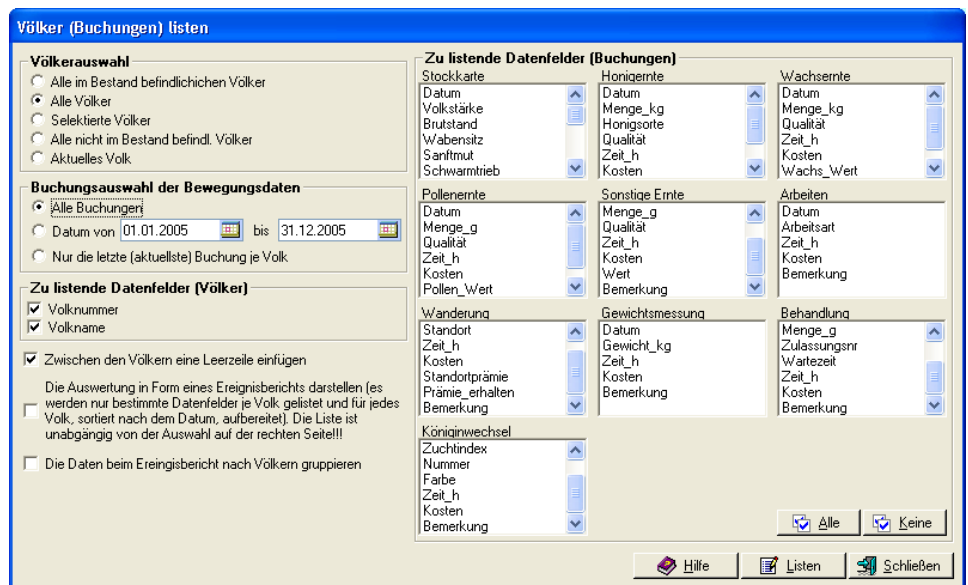 Völker (Buchungen) listen
Völkerauswahl
Alle im Bestand befindlichichen Völker
Alle Völker
Selektierte Völker
Alle nicht im Bestand befindl. Völker
Aktuelles Volk
Buchungsauswahl der Bewegungsdaten
Alle Buchungen
Datum von 01.01.2005 bis 31.12.2005
Nur die letzte (aktuellste) Buchung je Volk
Zu listende Datenfelder (Völker)
Volknummer
Volkname
Zwischen den Völkern eine Leerzeile einfügen
Die Auswertung in Form eines Ereignisberichts darstellen (es
werden nur bestimmte Datenfelder je Volk gelistet und für jedes
Volk, sortiert nach dem Datum, aufbereitet). Die Liste ist
unabgängig von der Auswahl auf der rechten Seite!!!
Die Daten beim Ereingisbericht nach Völkern gruppieren
Zu listende Datenfelder (Buchungen)
Stockkarte
Datum
Volkstärke
Brutstand
Wabensitz
Sanftmut
Schwarmtrieb
Honigernte
Datum
Menge_kg
Honigsorte
Qualität
Zeit_h
Kosten
Wachsernte
Datum
Menge_kg
Qualität
Zeit_h
Kosten
Wachs_Wert
Pollenernte
Datum
Menge_g
Qualität
Zeit_h
Kosten
Pollen_Wert
Sonstige Ernte
Menge_g
Qualität
Zeit_h
Kosten
Wert
Bemerkung
Arbeiten
Datum
Arbeitsart
Zeit_h
Kosten
Bemerkung
Wanderung
Standort
Zeit_h
Kosten
Standortprämie
Prämie_erhalten
Bemerkung
Gewichtsmessung
Datum
Gewicht_kg
Zeit_h
Kosten
Bemerkung
Behandlung
Menge_g
Zulassungsnr
Wartezeit
Zeit_h
Kosten
Bemerkung
Königinwechsel
Zuchtindex
Nummer
Farbe
Zeit_h
Kosten
Bemerkung
Alle
Keine
Hilfe
Listen
Schließen